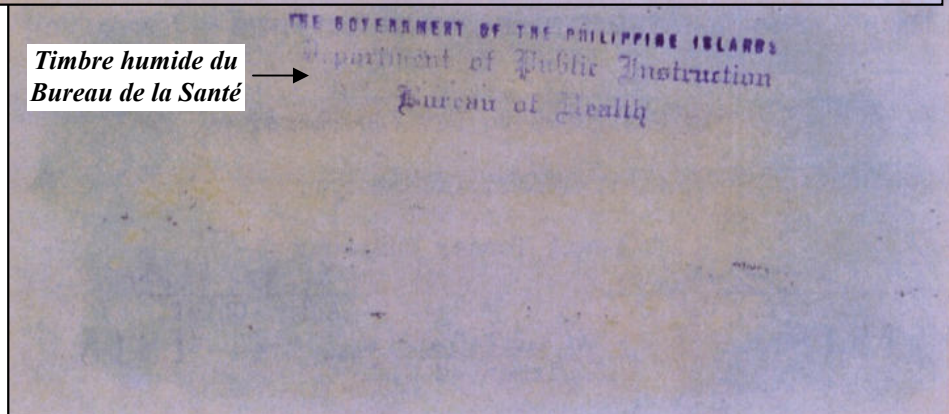 THE GOVERNMENT OF THE PHILIPPINE ISLANDS
Timbre humide du
Bureau de la Santé
Department of Public Instruction
Bureau of Health